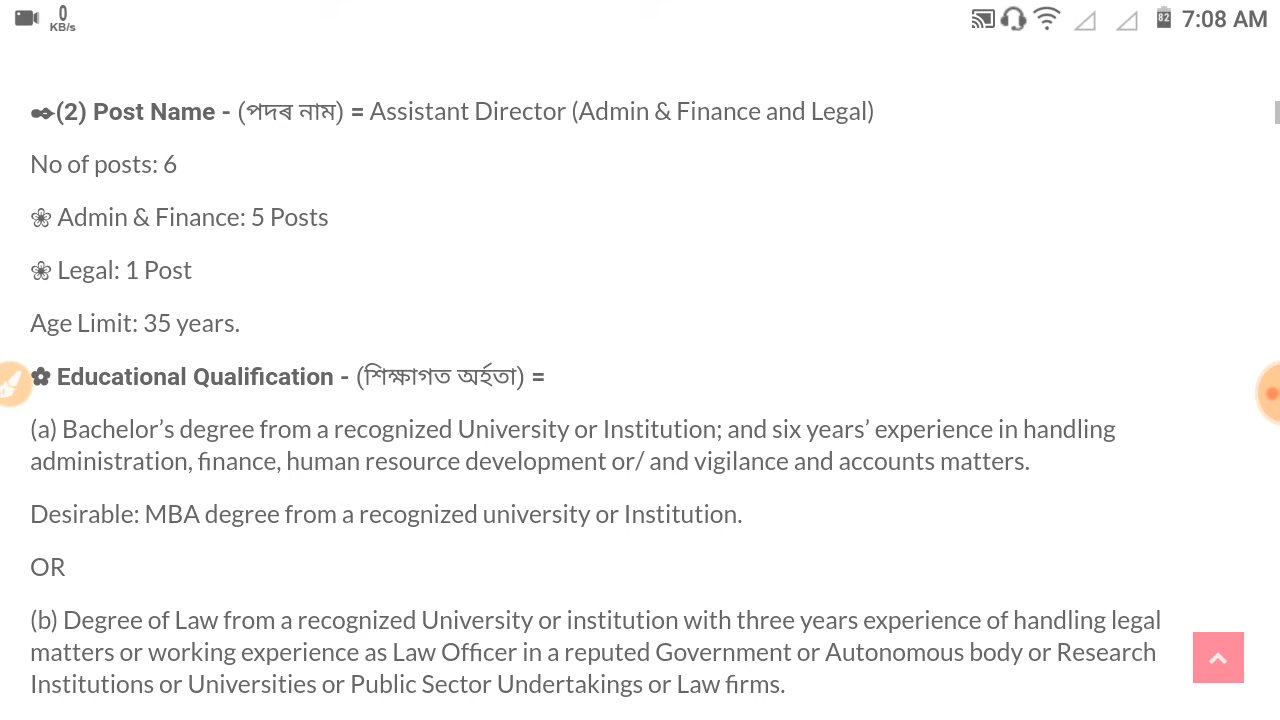 0
KB/s
82
7:08 AM
✒(2) Post Name - (পদৰ নাম) = Assistant Director (Admin & Finance and Legal)
No of posts: 6
❀ Admin & Finance: 5 Posts
❀ Legal: 1 Post
Age Limit: 35 years.
✿ Educational Qualification - (শিক্ষাগত অৰ্হতা) =
(a) Bachelor’s degree from a recognized University or Institution; and six years’ experience in handling
administration, finance, human resource development or/ and vigilance and accounts matters.
Desirable: MBA degree from a recognized university or Institution.
OR
(b) Degree of Law from a recognized University or institution with three years experience of handling legal
matters or working experience as Law Officer in a reputed Government or Autonomous body or Research
Institutions or Universities or Public Sector Undertakings or Law firms.